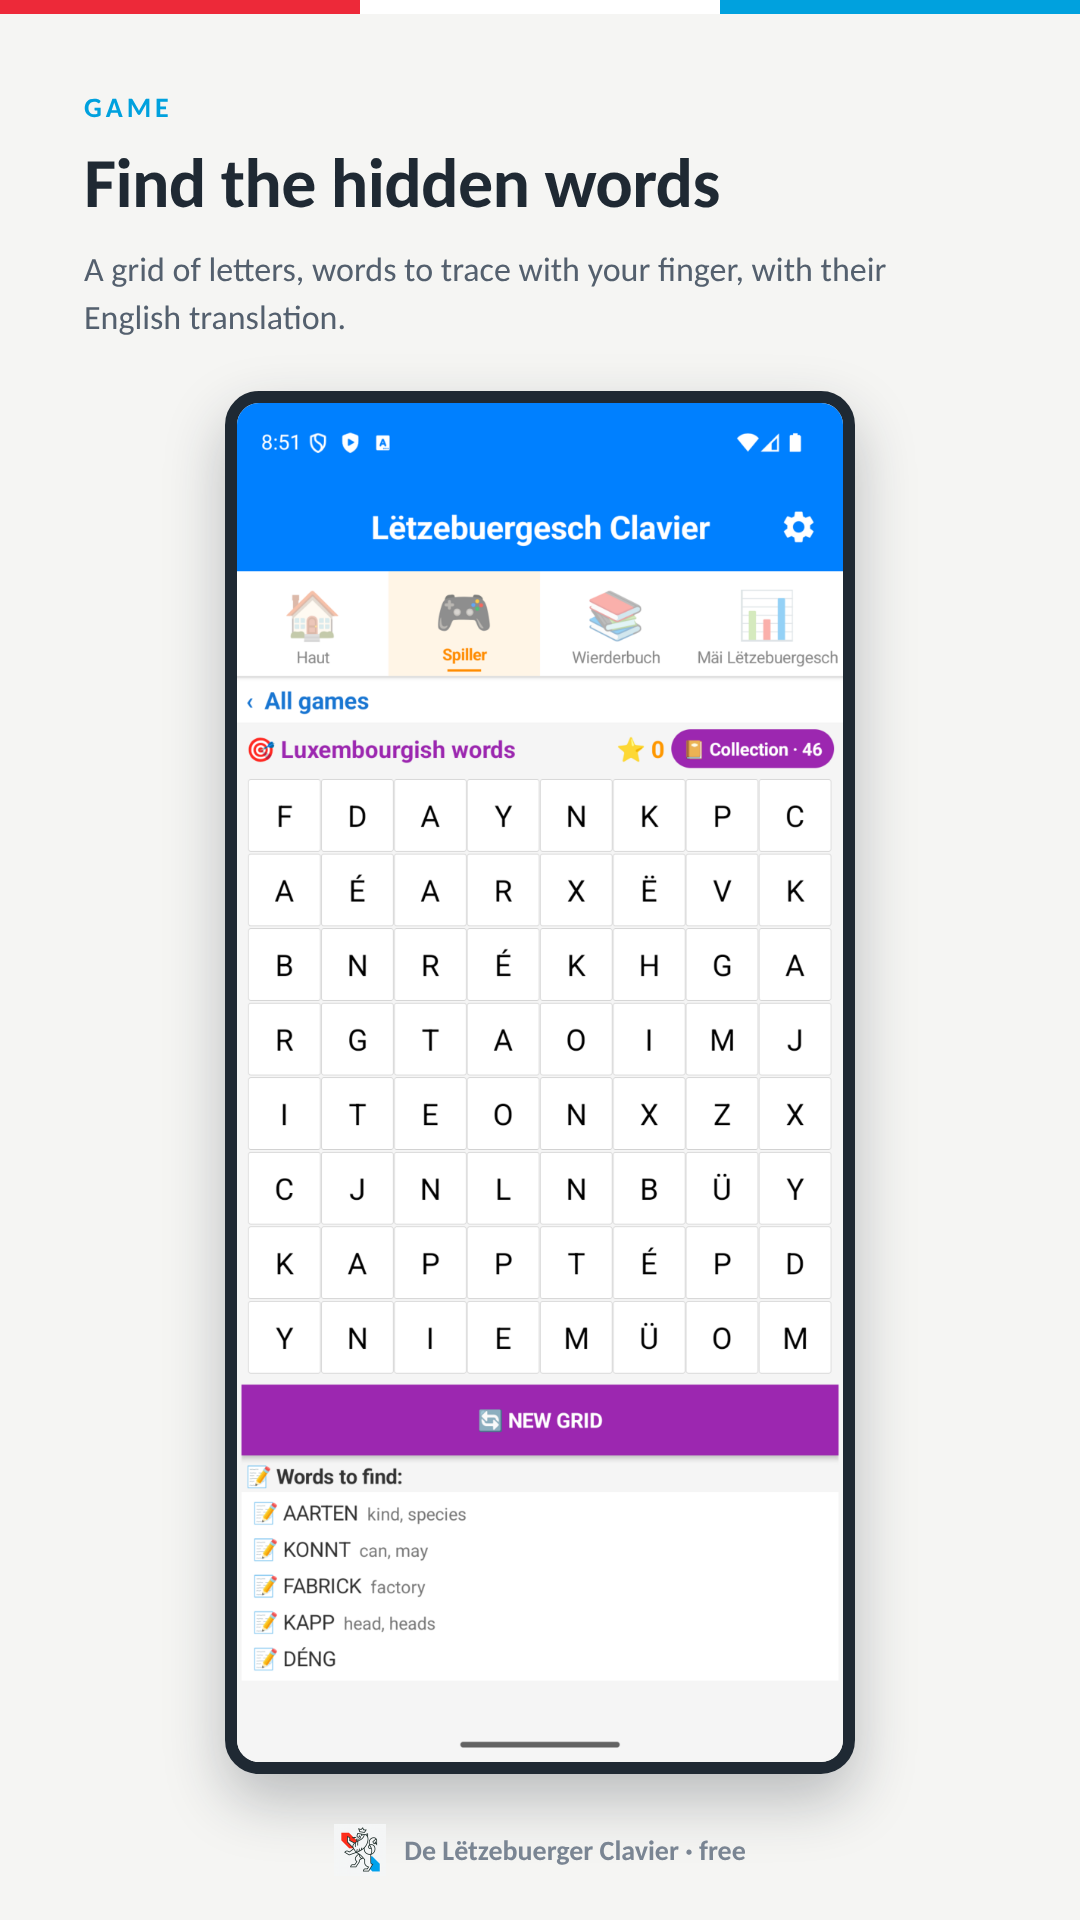 GAME
Find the hidden words
A grid of letters, words to trace with your finger, with their
English translation.
8:51
Lëtzebuergesch Clavier
Haut Spiller Wierderbuch Mäi Lëtzebuergesch
‹ All games
Luxembourgish words 0 Collection · 46
F D A Y N K P C
A É A R X Ë V K
B N R É K H G A
R G T A O I M J
I T E O N X Z X
C J N L N B Ü Y
K A P P T É P D
Y N I E M Ü O M
NEW GRID
Words to find:
AARTEN kind, species
KONNT can, may
FABRICK factory
KAPP head, heads
DÉNG
De Lëtzebuerger Clavier · free